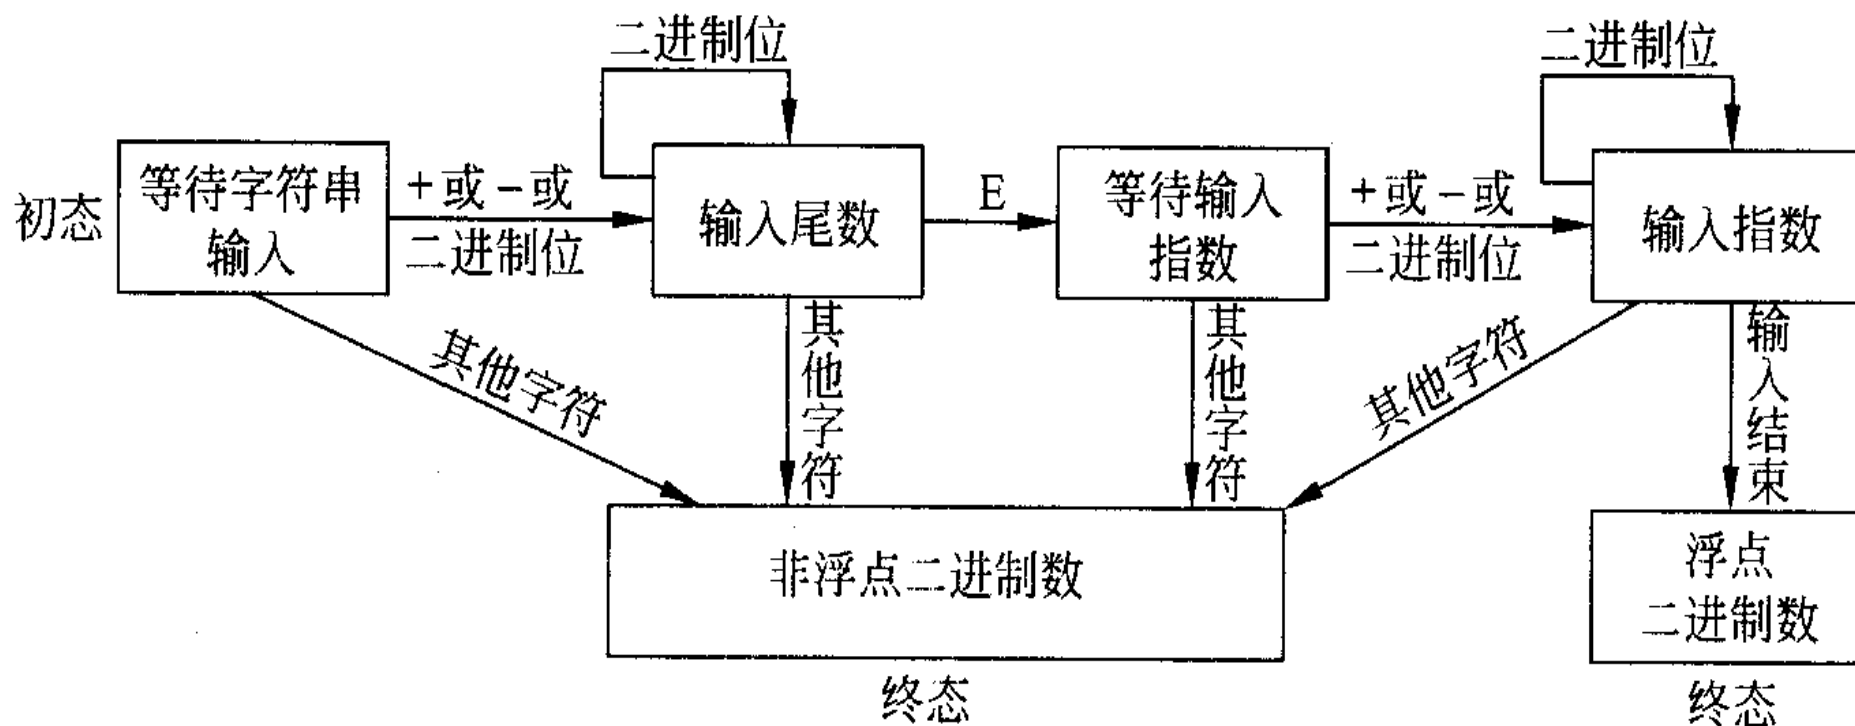 二进制位
二进制位
初态
等待字符串
输入
+或-或
二进制位
输入尾数
E
等待输入
指数
+或-或
二进制位
输入指数
其他字符
其他字符
其他字符
其他字符
输入结束
非浮点二进制数
浮点
二进制数
终态
终态